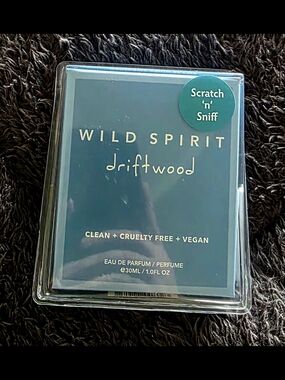 Scratch
'n'
Sniff
WILD SPIRIT
driftwood
CLEAN + CRUELTY FREE + VEGAN
EAU DE PARFUM / PERFUME
℮30ML / 1.0FL OZ